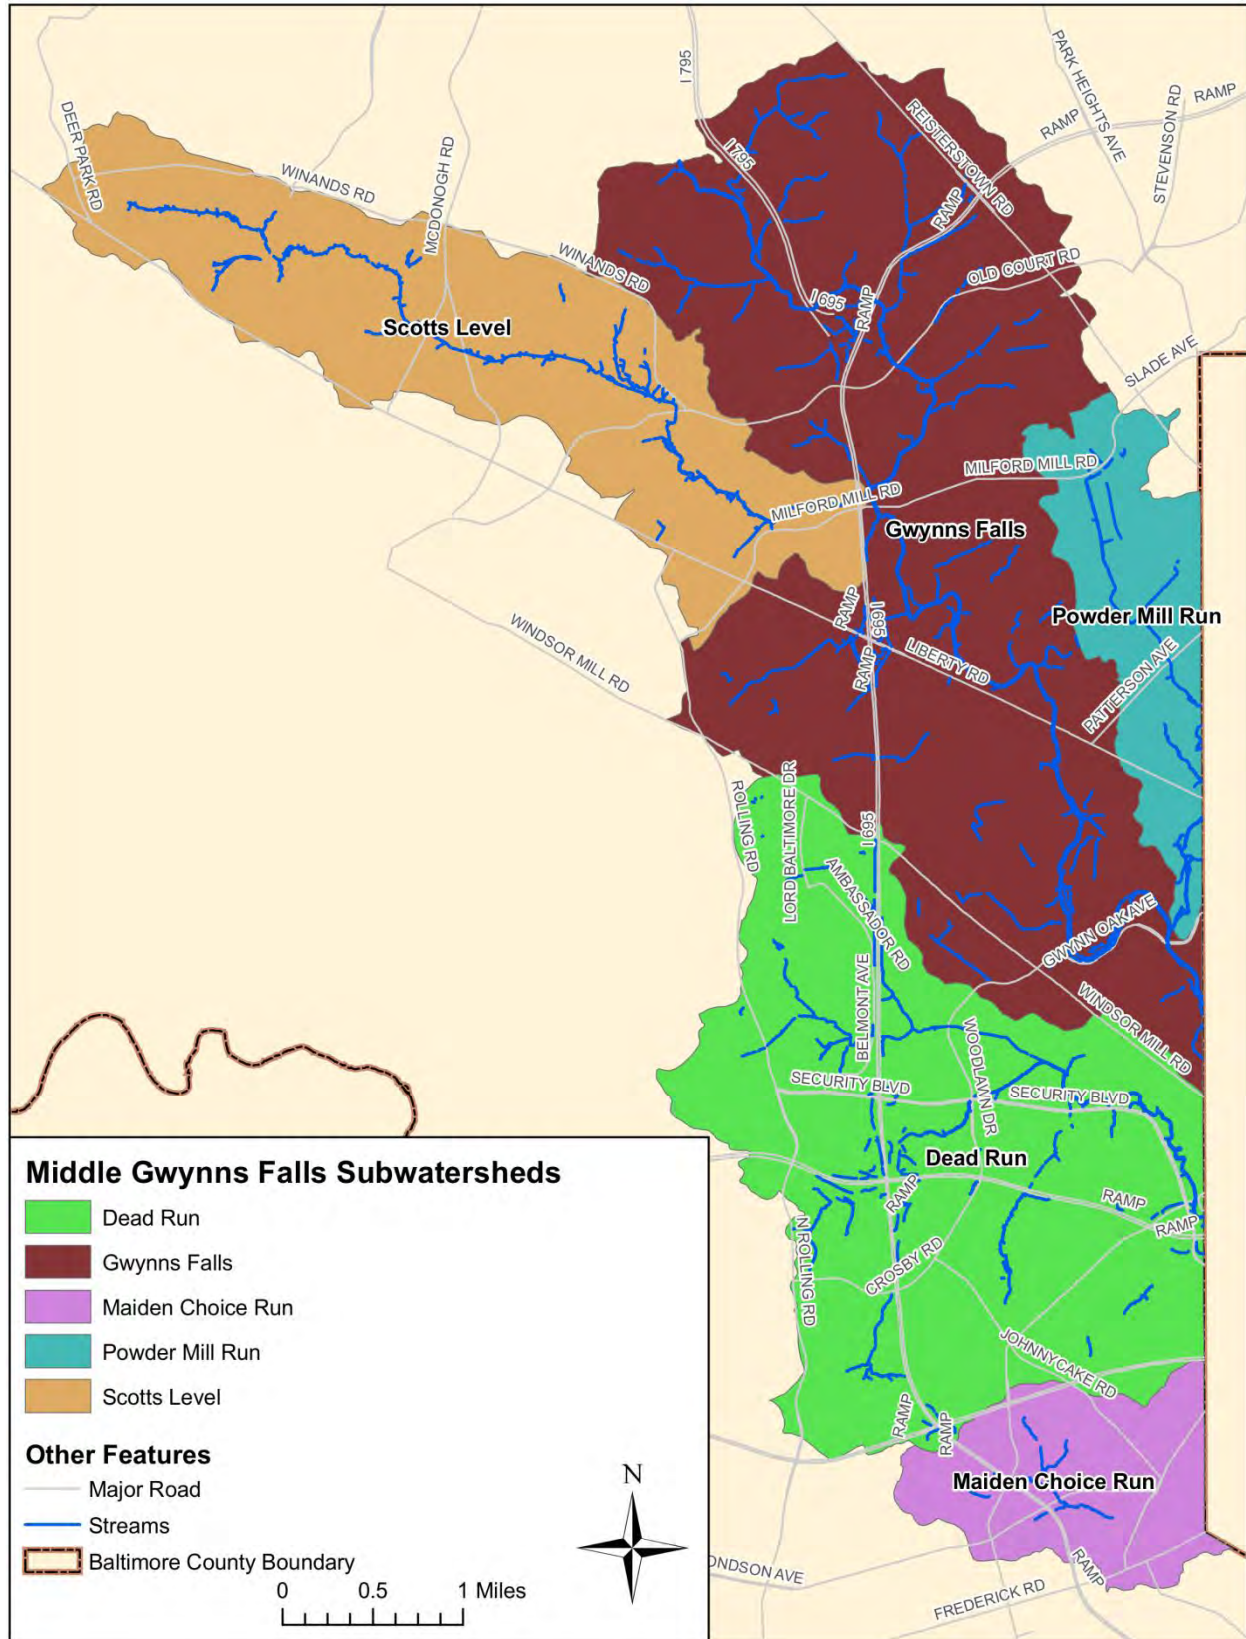 I 795
PARK HEIGHTS AVE
RAMP
STEVENSON RD
REISTERSTOWN RD
RAMP
DEER PARK RD
I 795
WINANDS RD
MCDONOGH RD
RAMP
WINANDS RD
OLD COURT RD
I 695
RAMP
Scotts Level
SLADE AVE
MILFORD MILL RD
MILFORD MILL RD
Gwynns Falls
RAMP
I 695
Powder Mill Run
WINDSOR MILL RD
RAMP
LIBERTY RD
PATTERSON AVE
ROLLING RD
LORD BALTIMORE DR
I 695
AMBASSADOR RD
GWYNN OAK AVE
BELMONT AVE
WINDSOR MILL RD
WOODLAWN DR
SECURITY BLVD
SECURITY BLVD
Dead Run
RAMP
RAMP
RAMP
N ROLLING RD
CROSBY RD
JOHNNYCAKE RD
RAMP
RAMP
Maiden Choice Run
RAMP
ONDSON AVE
FREDERICK RD
Middle Gwynns Falls Subwatersheds
Dead Run
Gwynns Falls
Maiden Choice Run
Powder Mill Run
Scotts Level
Other Features
Major Road
Streams
Baltimore County Boundary
N
0 0.5 1 Miles